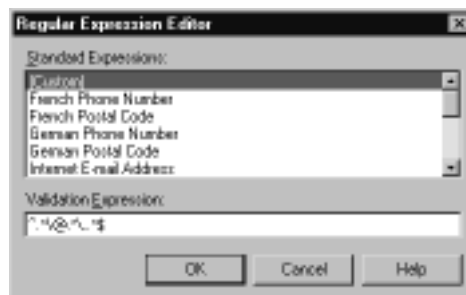 Regular Expression Editor
Standard Expressions:
(Custom)
French Phone Number
French Postal Code
German Phone Number
German Postal Code
Internet E-mail Address
Validation Expression:
^.*\@.*\..*$
OK Cancel Help